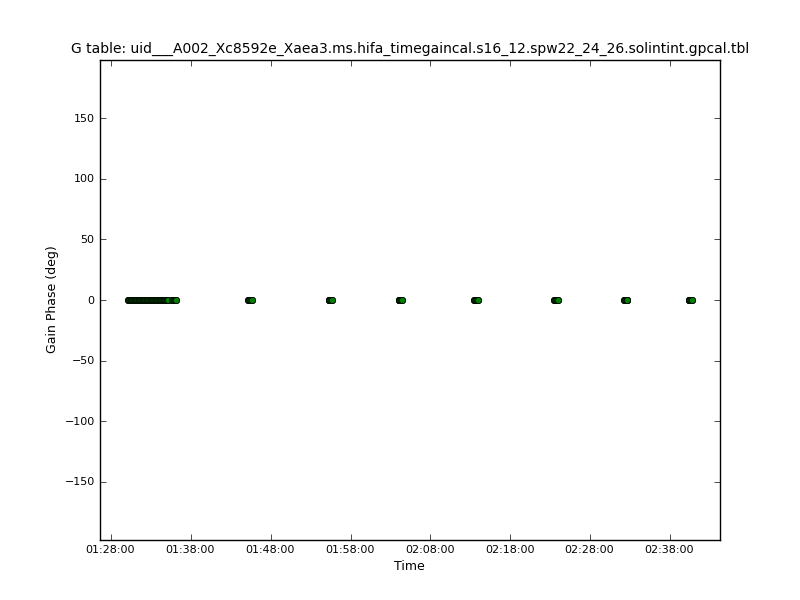 G table: uid___A002_Xc8592e_Xaea3.ms.hifa_timegaincal.s16_12.spw22_24_26.solintint.gpcal.tbl
Gain Phase (deg)
150
100
50
0
−50
−100
−150
01:28:00 01:38:00 01:48:00 01:58:00 02:08:00 02:18:00 02:28:00 02:38:00
Time